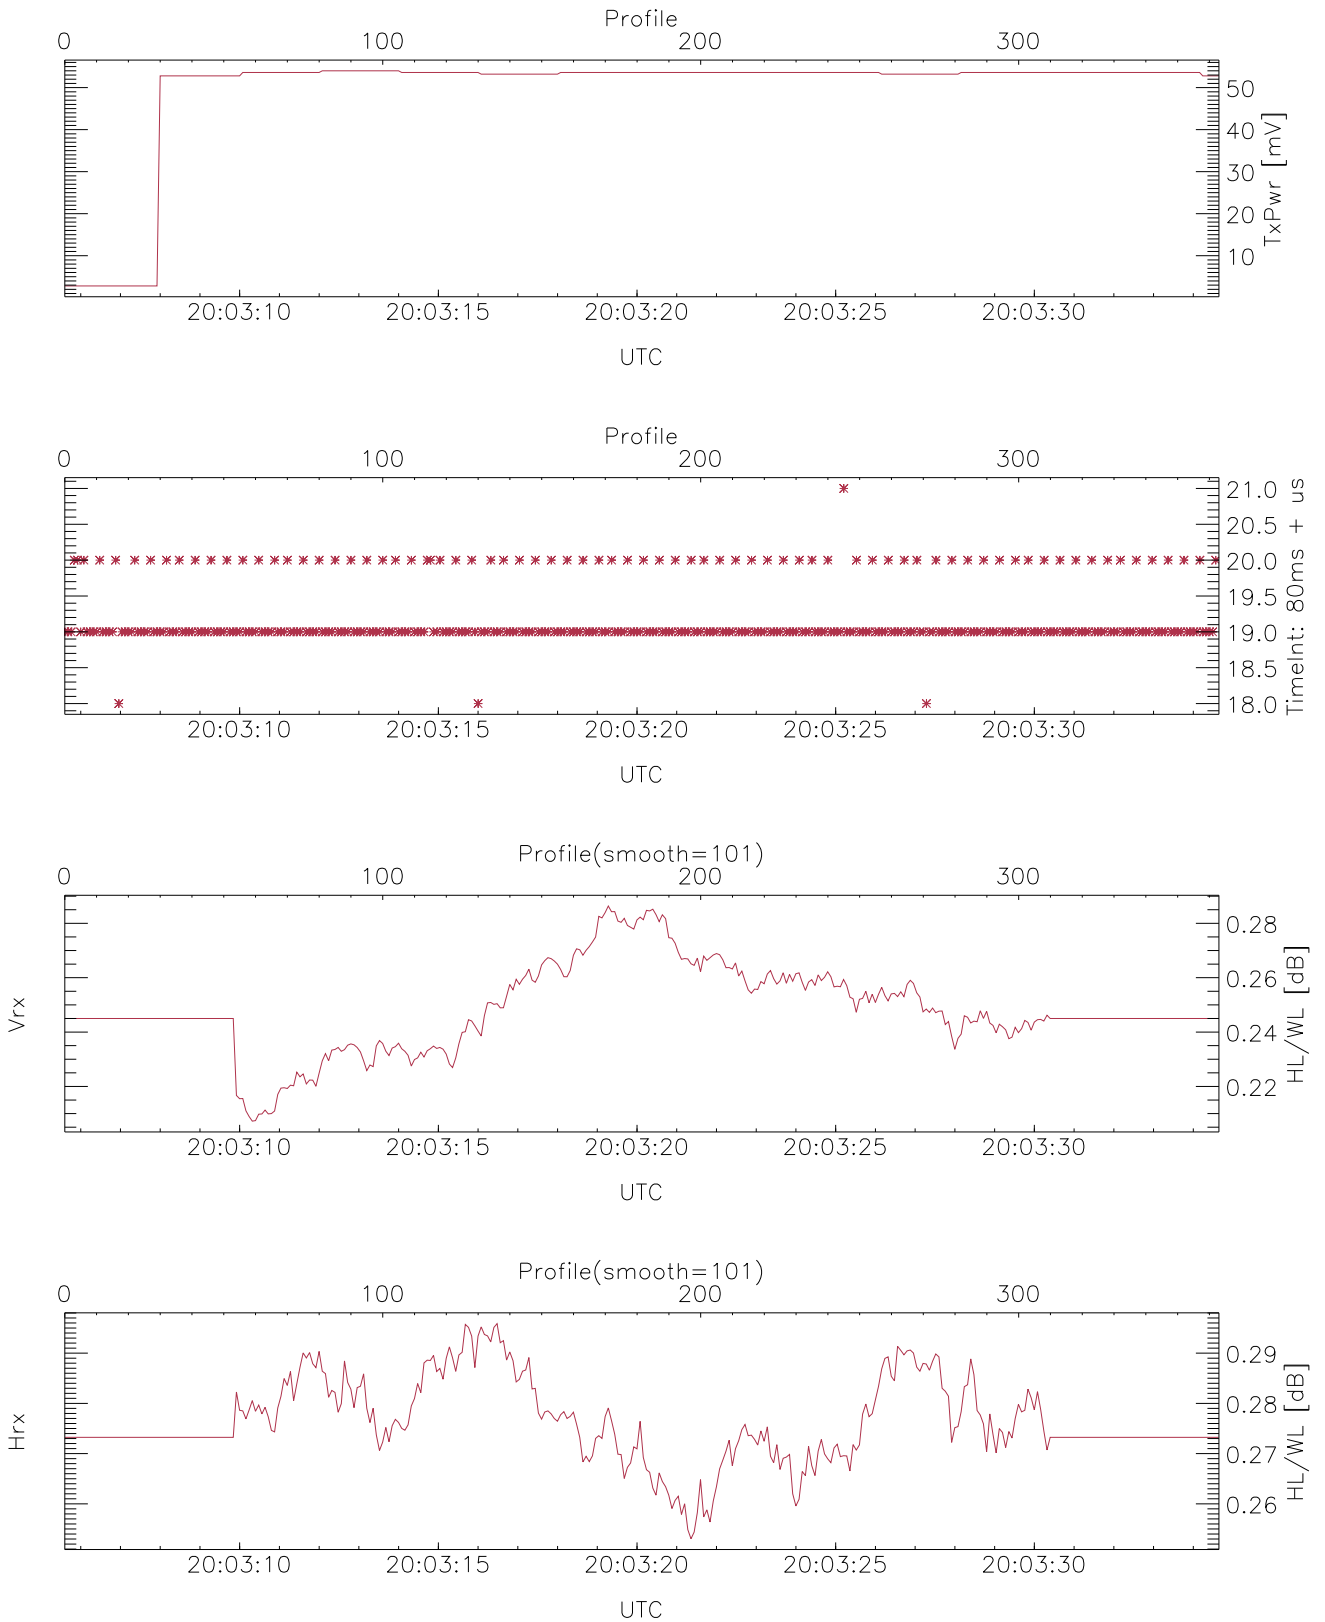 Profile
0 100 200 300
50
40
30
20
10
TxPwr [mV]
20:03:10 20:03:15 20:03:20 20:03:25 20:03:30
UTC
Profile
0 100 200 300
21.0
20.5
20.0
19.5
19.0
18.5
18.0
TimeInt: 80ms + us
20:03:10 20:03:15 20:03:20 20:03:25 20:03:30
UTC
Profile(smooth=101)
0 100 200 300
Vrx
0.28
0.26
0.24
0.22
HL/WL [dB]
20:03:10 20:03:15 20:03:20 20:03:25 20:03:30
UTC
Profile(smooth=101)
0 100 200 300
Hrx
0.29
0.28
0.27
0.26
HL/WL [dB]
20:03:10 20:03:15 20:03:20 20:03:25 20:03:30
UTC